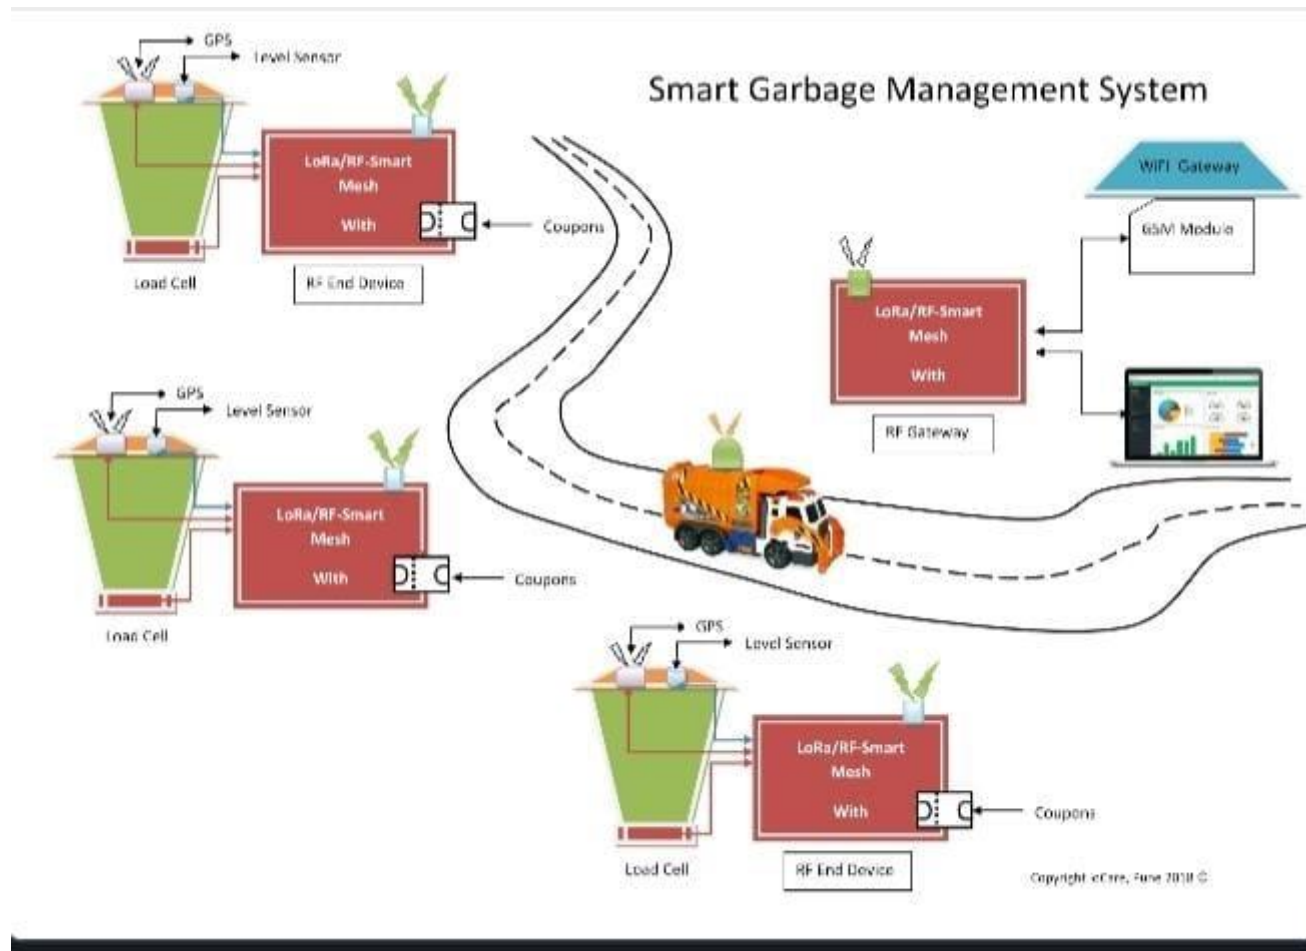 Smart Garbage Management System
GPS
Level Sensor
LoRa/RF-Smart
Mesh
With
Coupons
Load Cell
RF End Device
WiFi Gateway
GSM Module
LoRa/RF-Smart
Mesh
With
RF Gateway
GPS
Level Sensor
LoRa/RF-Smart
Mesh
With
Coupons
Load Cell
GPS
Level Sensor
LoRa/RF-Smart
Mesh
With
Coupons
Load Cell
RF End Device
Copyright 2018 ©